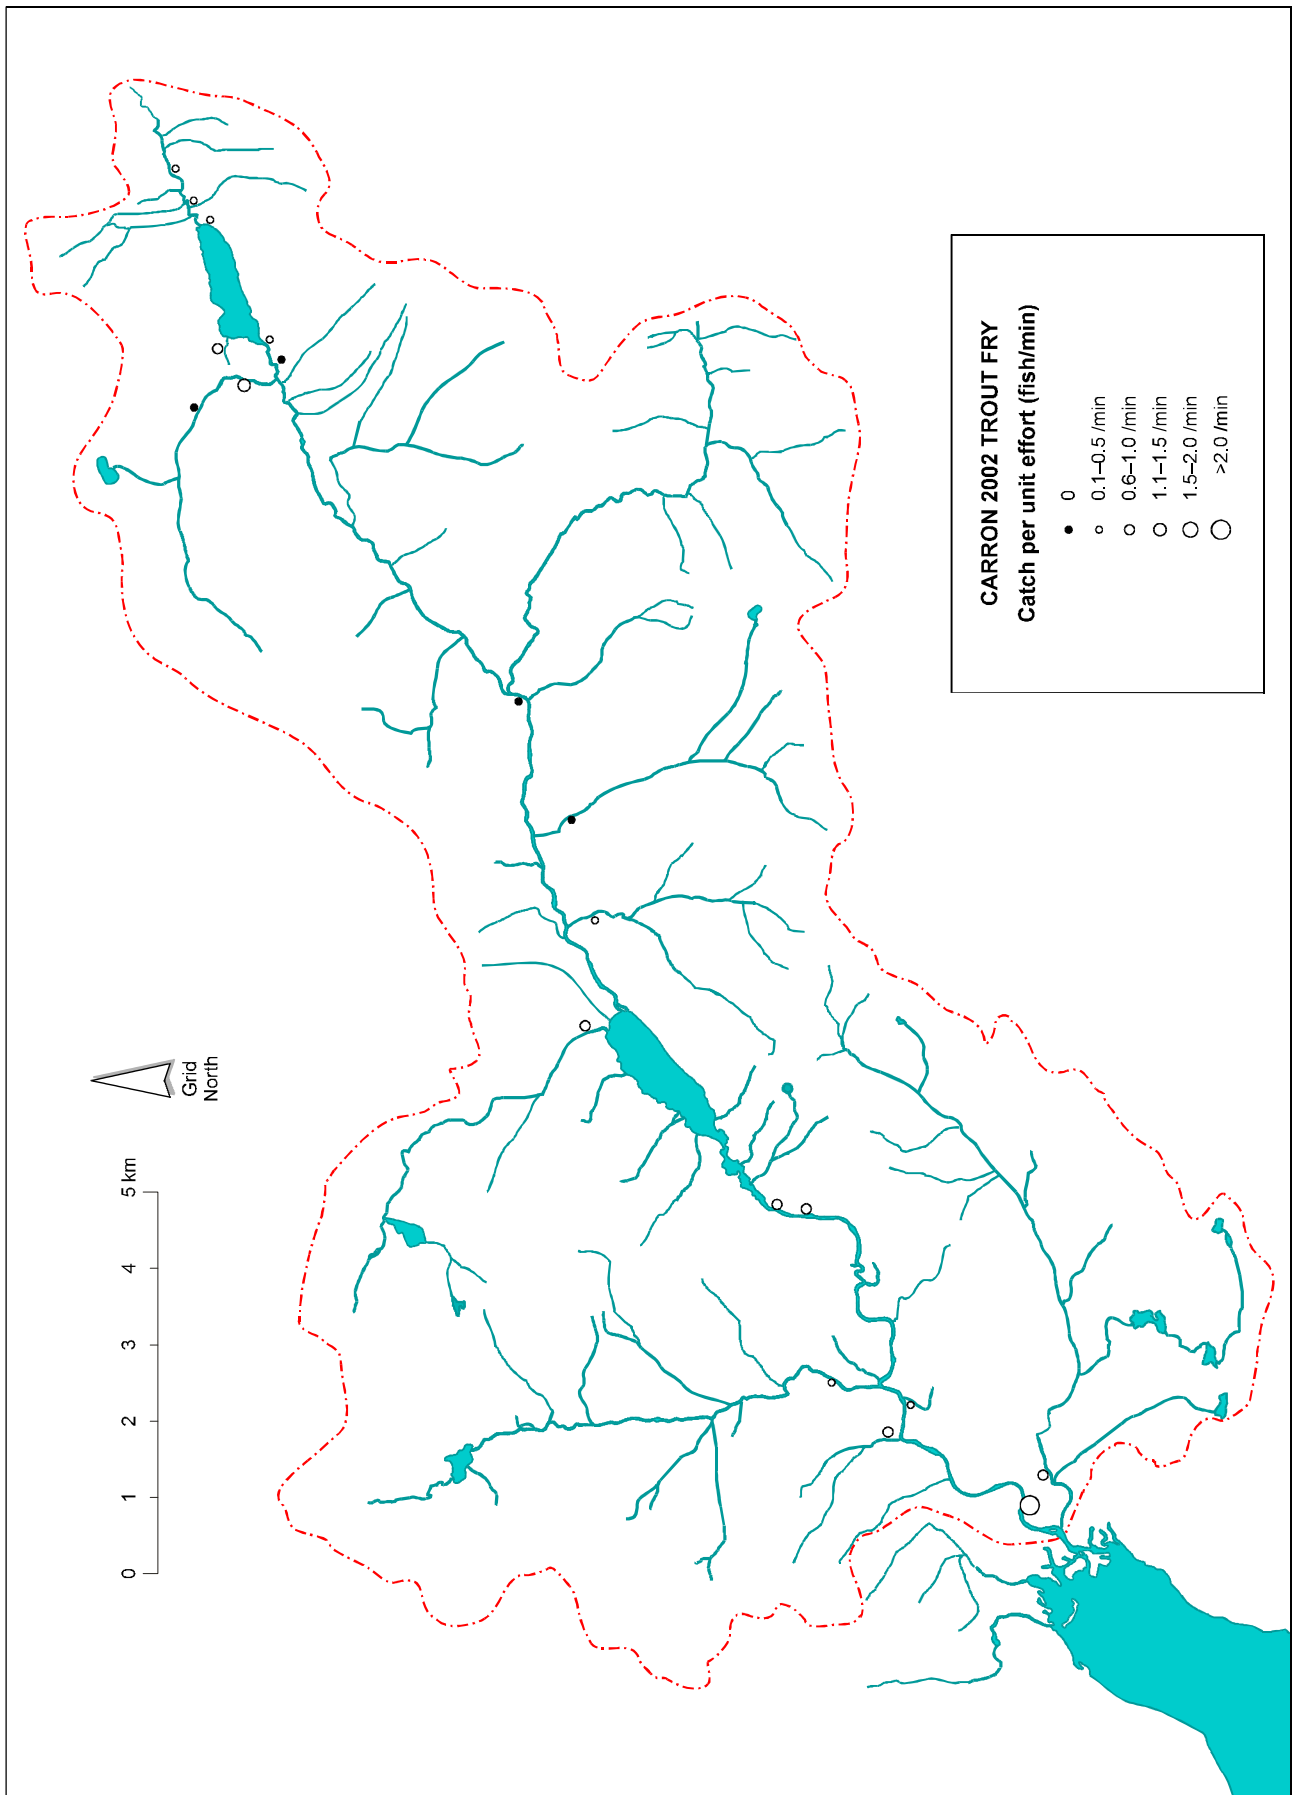 CARRON 2002 TROUT FRY
Catch per unit effort (fish/min)
0
0.1–0.5 /min
0.6–1.0 /min
1.1–1.5 /min
1.5–2.0 /min
>2.0 /min
Grid
North
0 1 2 3 4 5 km